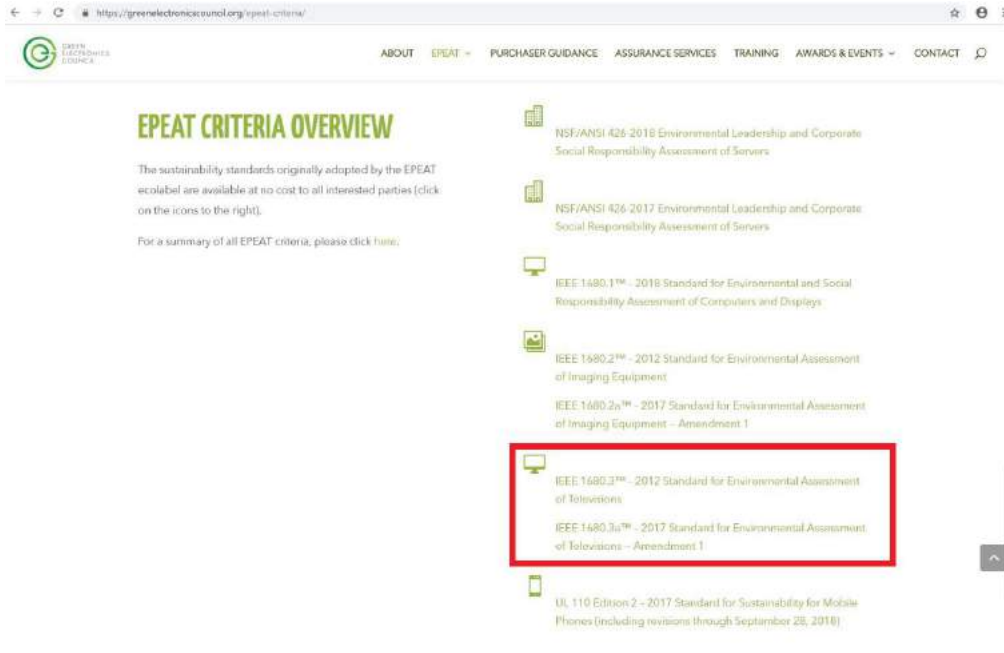 https://greenelectronicscouncil.org/epeat-criteria/
GREEN
ELECTRONICS
COUNCIL
ABOUT EPEAT PURCHASER GUIDANCE ASSURANCE SERVICES TRAINING AWARDS & EVENTS CONTACT
EPEAT CRITERIA OVERVIEW
The sustainability standards originally adopted by the EPEAT
ecolabel are available at no cost to all interested parties (click
on the icons to the right).
For a summary of all EPEAT criteria, please click here.
NSF/ANSI 426-2018 Environmental Leadership and Corporate
Social Responsibility Assessment of Servers
NSF/ANSI 426-2017 Environmental Leadership and Corporate
Social Responsibility Assessment of Servers
IEEE 1680.1™ - 2018 Standard for Environmental and Social
Responsibility Assessment of Computers and Displays
IEEE 1680.2™ - 2012 Standard for Environmental Assessment
of Imaging Equipment
IEEE 1680.2a™ - 2017 Standard for Environmental Assessment
of Imaging Equipment – Amendment 1
IEEE 1680.3™ - 2012 Standard for Environmental Assessment
of Televisions
IEEE 1680.3a™ - 2017 Standard for Environmental Assessment
of Televisions – Amendment 1
UL 110 Edition 2 – 2017 Standard for Sustainability for Mobile
Phones (including revisions through September 28, 2018)